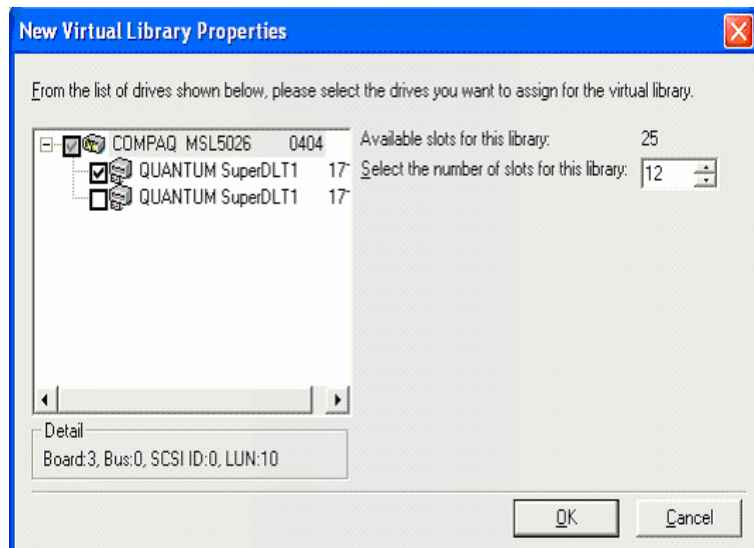 New Virtual Library Properties
From the list of drives shown below, please select the drives you want to assign for the virtual library.
COMPAQ MSL5026 0404
QUANTUM SuperDLT1 17
QUANTUM SuperDLT1 17
Available slots for this library: 25
Select the number of slots for this library: 12
Detail
Board:3, Bus:0, SCSI ID:0, LUN:10
OK
Cancel